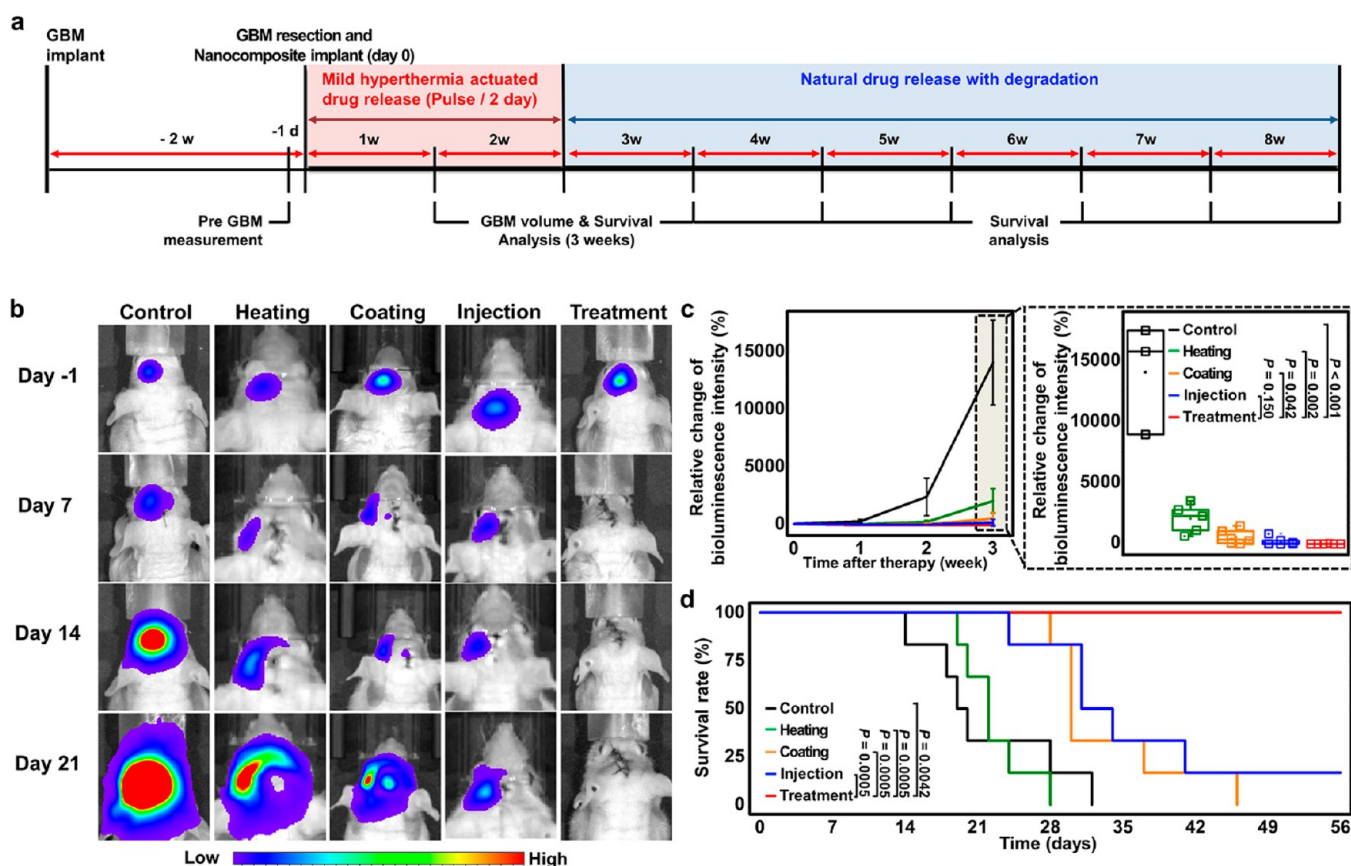 a
GBM
implant
GBM resection and
Nanocomposite implant (day 0)
Mild hyperthermia actuated
drug release (Pulse / 2 day)
Natural drug release with degradation
- 2 w
-1 d
1w
2w
3w
4w
5w
6w
7w
8w
Pre GBM
measurement
GBM volume & Survival
Analysis (3 weeks)
Survival
analysis
b
Control
Heating
Coating
Injection
Treatment
Day -1
Day 7
Day 14
Day 21
Low
High
c
Relative change of
bioluminescence intensity (%)
15000
10000
5000
0
0
1
2
3
Time after therapy (week)
Relative change of
bioluminescence intensity (%)
15000
10000
5000
0
Control
Heating
Coating
Injection
Treatment
P = 0.150
P = 0.042
P = 0.002
P < 0.001
d
Survival rate (%)
100
75
50
25
0
Control
Heating
Coating
Injection
Treatment
P = 0.0005
P = 0.0005
P = 0.0005
P = 0.0042
0
7
14
21
28
35
42
49
56
Time (days)